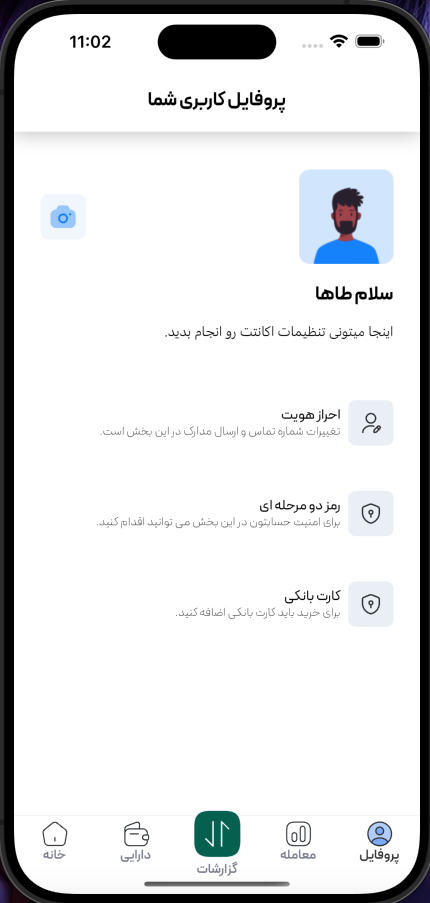 11:02
پروفایل کاربری شما
سلام طاها
اینجا میتونی تنظیمات اکانتت رو انجام بدید.
احراز هویت
تغییرات شماره تماس و ارسال مدارک در این بخش است.
رمز دو مرحله ای
برای امنیت حسابتون در این بخش می توانید اقدام کنید.
کارت بانکی
برای خرید باید کارت بانکی اضافه کنید.
پروفایل
معامله
گزارشات
دارایی
خانه